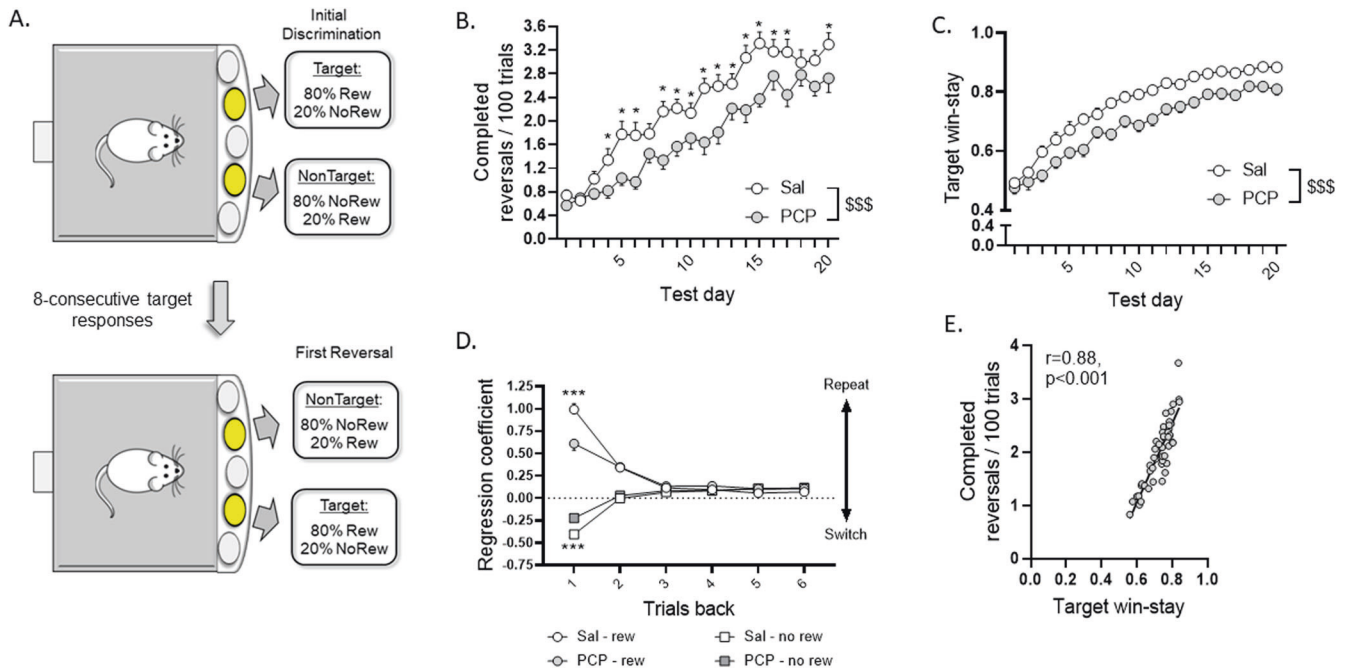 A.
Initial
Discrimination
Target:
80% Rew
20% NoRew
NonTarget:
80% NoRew
20% Rew
8-consecutive target
responses
First Reversal
NonTarget:
80% NoRew
20% Rew
Target:
80% Rew
20% NoRew
B.
Completed
reversals / 100 trials
3.6
3.2
2.8
2.4
2.0
1.6
1.2
0.8
0.4
0.0
* * * * * * * * * * * * * *
Sal
PCP
$$$
5 10 15 20
Test day
C.
Target win-stay
1.0
0.8
0.6
0.4
0.4
0.0
Sal
PCP
$$$
5 10 15 20
Test day
D.
Regression coefficient
1.25
1.00
0.75
0.50
0.25
0.00
-0.25
-0.50
-0.75
***
***
Repeat
Switch
1 2 3 4 5 6
Trials back
Sal - rew
Sal - no rew
PCP - rew
PCP - no rew
E.
Completed
reversals / 100 trials
r=0.88,
p<0.001
4
3
2
1
0
0.0 0.2 0.4 0.6 0.8 1.0
Target win-stay